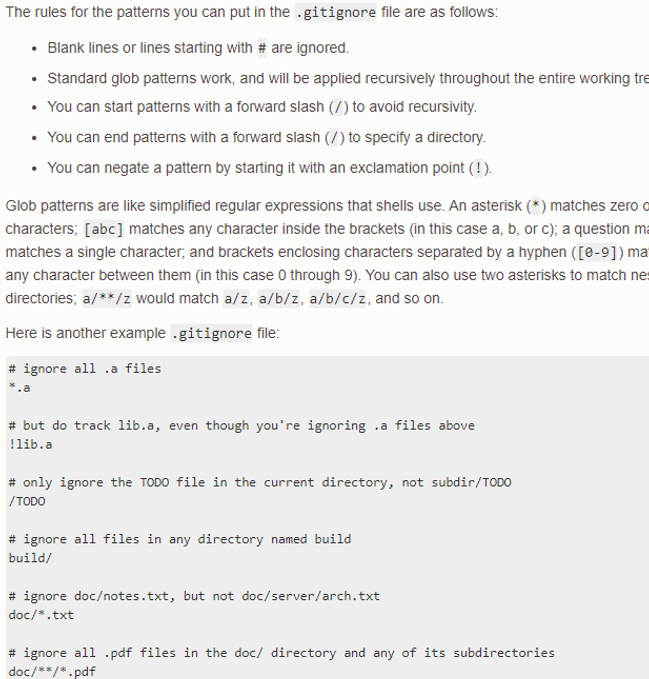 The rules for the patterns you can put in the .gitignore file are as follows:
Blank lines or lines starting with # are ignored.
Standard glob patterns work, and will be applied recursively throughout the entire working
You can start patterns with a forward slash (/) to avoid recursivity.
You can end patterns with a forward slash (/) to specify a directory.
You can negate a pattern by starting it with an exclamation point (!).
Glob patterns are like simplified regular expressions that shells use. An asterisk (*) matches zero
characters; [abc] matches any character inside the brackets (in this case a, b, or c); a question
matches a single character; and brackets enclosing characters separated by a hyphen ([0-9])
any character between them (in this case 0 through 9). You can also use two asterisks to match
directories; a/**/z would match a/z, a/b/z, a/b/c/z, and so on.
Here is another example .gitignore file:
# ignore all .a files
*.a
# but do track lib.a, even though you're ignoring .a files above
!lib.a
# only ignore the TODO file in the current directory, not subdir/TODO
/TODO
# ignore all files in any directory named build
build/
# ignore doc/notes.txt, but not doc/server/arch.txt
doc/*.txt
# ignore all .pdf files in the doc/ directory and any of its subdirectories
doc/**/*.pdf